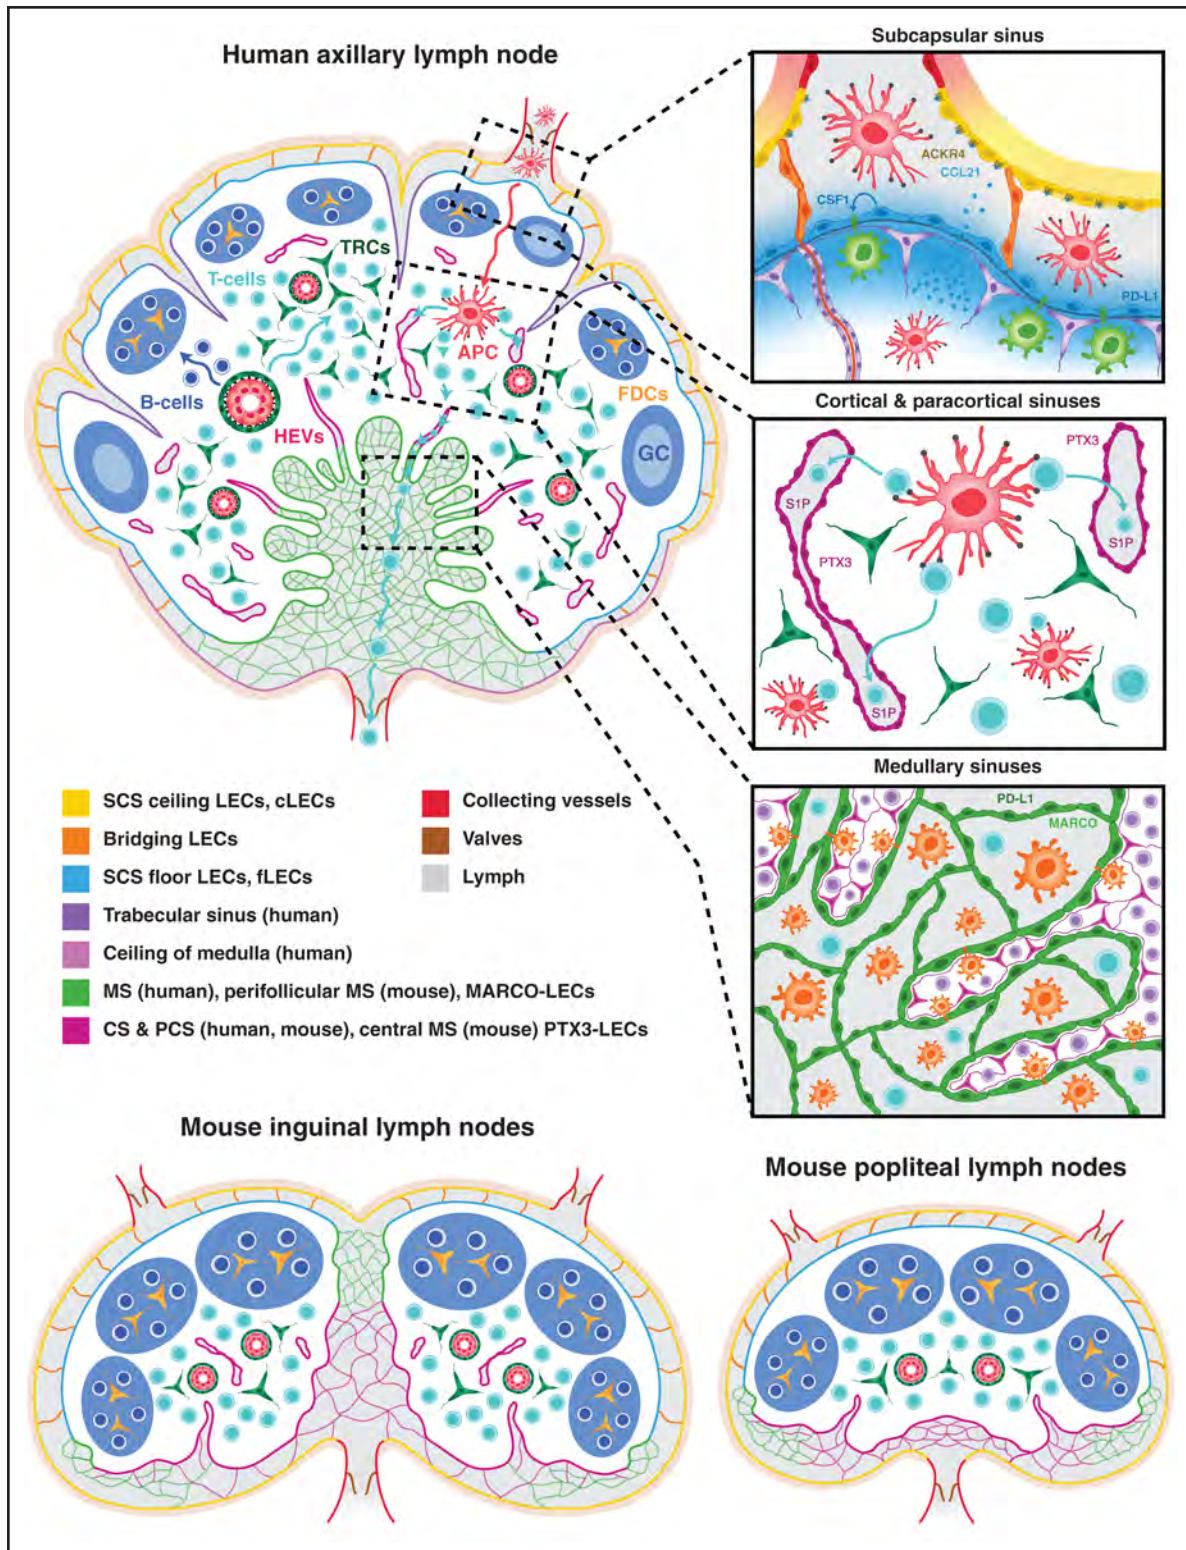 Human axillary lymph node
Subcapsular sinus
ACKR4
CCL21
CSF1
PD-L1
TRCs
T-cells
APC
B-cells
HEVs
FDCs
GC
Cortical & paracortical sinuses
PTX3
S1P
PTX3
S1P
S1P
Medullary sinuses
PD-L1
MARCO
SCS ceiling LECs, cLECs
Bridging LECs
SCS floor LECs, fLECs
Trabecular sinus (human)
Ceiling of medulla (human)
MS (human), perifollicular MS (mouse), MARCO-LECs
CS & PCS (human, mouse), central MS (mouse) PTX3-LECs
Collecting vessels
Valves
Lymph
Mouse inguinal lymph nodes
Mouse popliteal lymph nodes